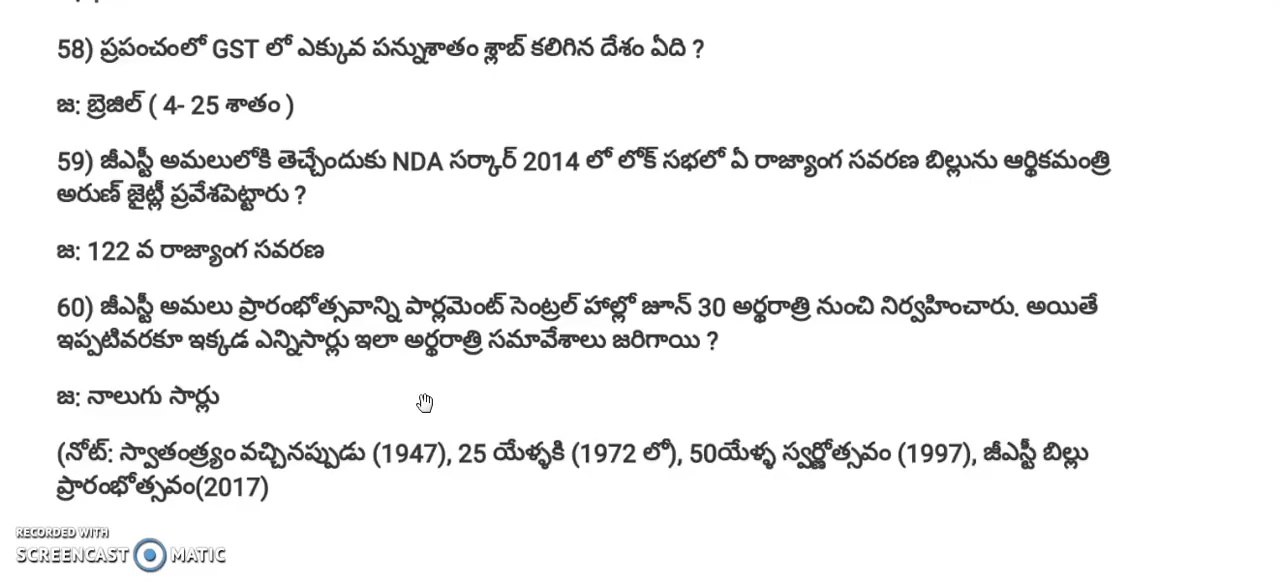 58) ప్రపంచంలో GST లో ఎక్కువ పన్నుశాతం శ్లాబ్ కలిగిన దేశం ఏది ?
జ: బ్రెజిల్ ( 4- 25 శాతం )
59) జీఎస్టీ అమలులోకి తెచ్చేందుకు NDA సర్కార్ 2014 లో లోక్ సభలో ఏ రాజ్యాంగ సవరణ బిల్లును ఆర్థికమంత్రి
అరుణ్ జైట్లీ ప్రవేశపెట్టారు ?
జ: 122 వ రాజ్యాంగ సవరణ
60) జీఎస్టీ అమలు ప్రారంభోత్సవాన్ని పార్లమెంట్ సెంట్రల్ హాల్లో జూన్ 30 అర్థరాత్రి నుంచి నిర్వహించారు. అయితే
ఇప్పటివరకూ ఇక్కడ ఎన్నిసార్లు ఇలా అర్థరాత్రి సమావేశాలు జరిగాయి ?
జ: నాలుగు సార్లు
(నోట్: స్వాతంత్ర్యం వచ్చినప్పుడు (1947), 25 యేళ్ళకి (1972 లో), 50యేళ్ళ స్వర్ణోత్సవం (1997), జీఎస్టీ బిల్లు
ప్రారంభోత్సవం(2017)
RECORDED WITH
SCREENCAST MATIC